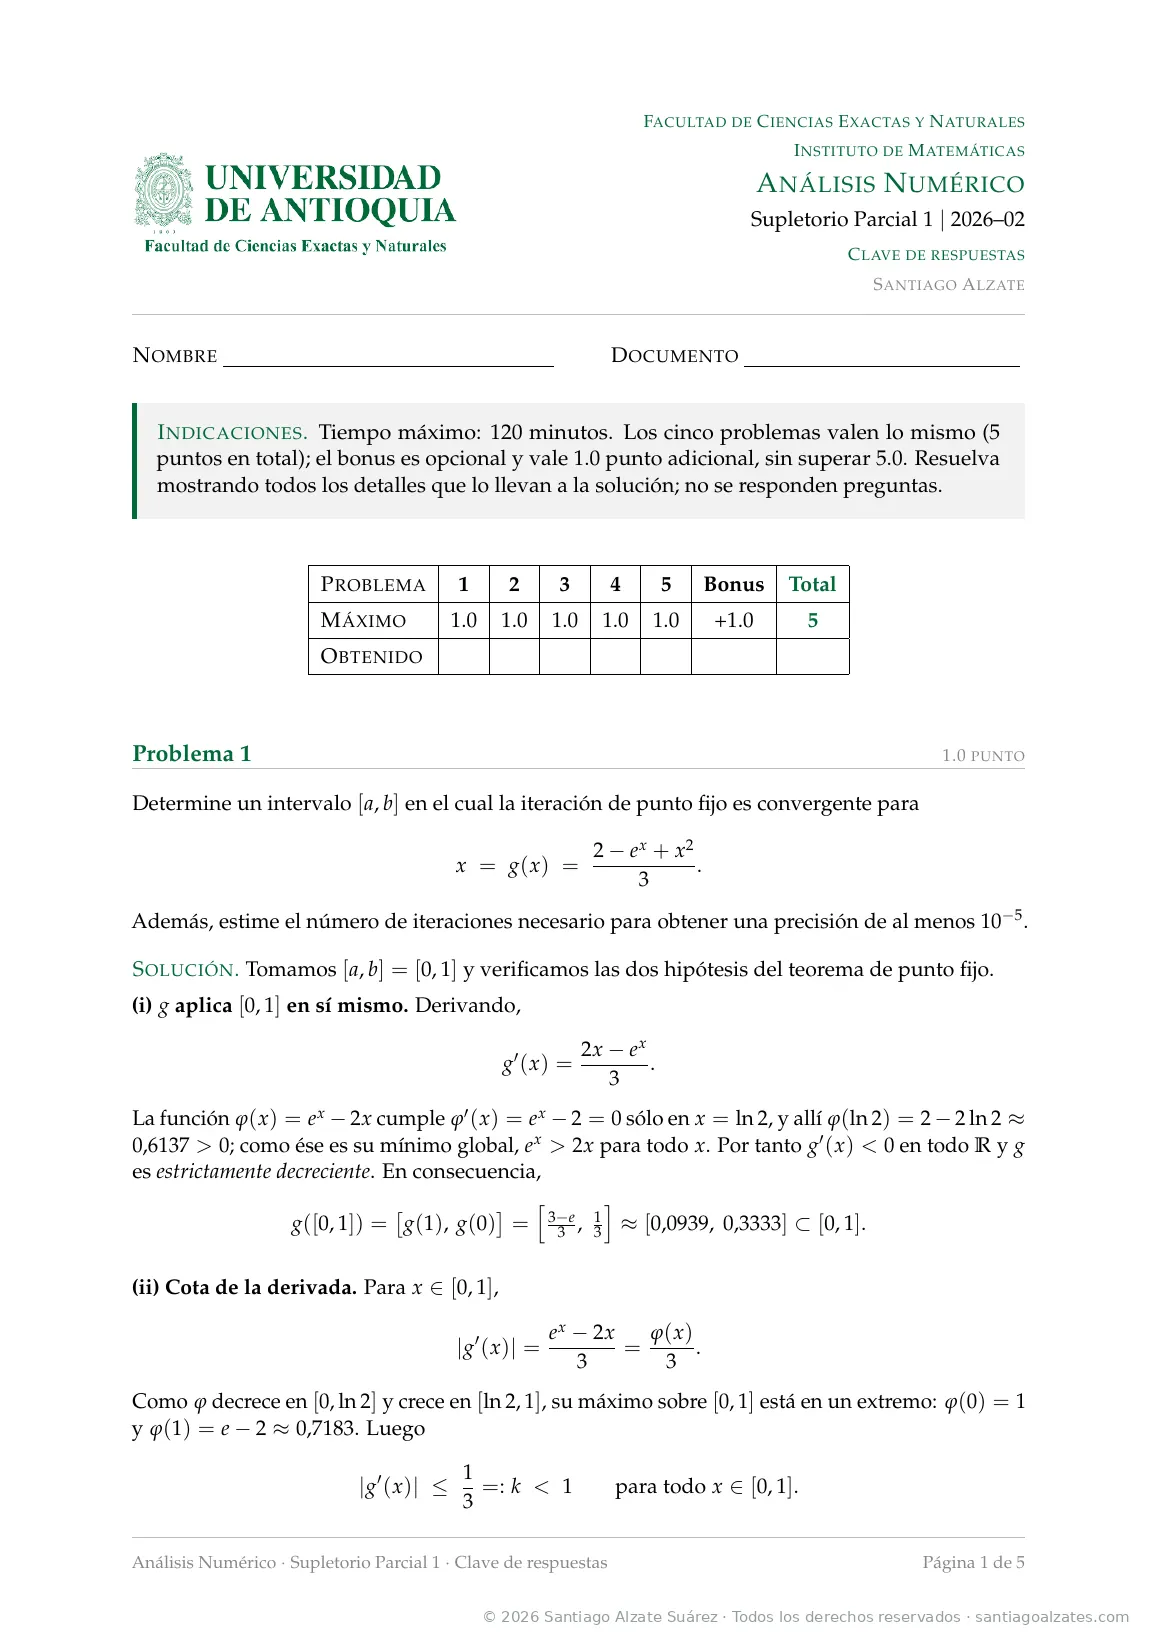 FACULTAD DE CIENCIAS EXACTAS Y NATURALES
INSTITUTO DE MATEMÁTICAS
ANÁLISIS NUMÉRICO
Supletorio Parcial 1 | 2026–02
CLAVE DE RESPUESTAS
SANTIAGO ALZATE
UNIVERSIDAD
DE ANTIOQUIA
1803
Facultad de Ciencias Exactas y Naturales
NOMBRE DOCUMENTO
INDICACIONES. Tiempo máximo: 120 minutos. Los cinco problemas valen lo mismo (5
puntos en total); el bonus es opcional y vale 1.0 punto adicional, sin superar 5.0. Resuelva
mostrando todos los detalles que lo llevan a la solución; no se responden preguntas.
PROBLEMA 1 2 3 4 5 Bonus Total
MÁXIMO 1.0 1.0 1.0 1.0 1.0 +1.0 5
OBTENIDO
Problema 1 1.0 PUNTO
Determine un intervalo [a, b] en el cual la iteración de punto fijo es convergente para
x = g(x) = (2 − eˣ + x²)/3.
Además, estime el número de iteraciones necesario para obtener una precisión de al menos 10⁻⁵.
SOLUCIÓN. Tomamos [a, b] = [0, 1] y verificamos las dos hipótesis del teorema de punto fijo.
(i) g aplica [0, 1] en sí mismo. Derivando,
g′(x) = (2x − eˣ)/3.
La función φ(x) = eˣ − 2x cumple φ′(x) = eˣ − 2 = 0 sólo en x = ln 2, y allí φ(ln 2) = 2 − 2 ln 2 ≈
0,6137 > 0; como ése es su mínimo global, eˣ > 2x para todo x. Por tanto g′(x) < 0 en todo ℝ y g
es estrictamente decreciente. En consecuencia,
g([0, 1]) = [g(1), g(0)] = [(3−e)/3, 1/3] ≈ [0,0939, 0,3333] ⊂ [0, 1].
(ii) Cota de la derivada. Para x ∈ [0, 1],
|g′(x)| = (eˣ − 2x)/3 = φ(x)/3.
Como φ decrece en [0, ln 2] y crece en [ln 2, 1], su máximo sobre [0, 1] está en un extremo: φ(0) = 1
y φ(1) = e − 2 ≈ 0,7183. Luego
|g′(x)| ≤ 1/3 =: k < 1 para todo x ∈ [0, 1].
Análisis Numérico · Supletorio Parcial 1 · Clave de respuestas Página 1 de 5
© 2026 Santiago Alzate Suárez · Todos los derechos reservados · santiagoalzates.com